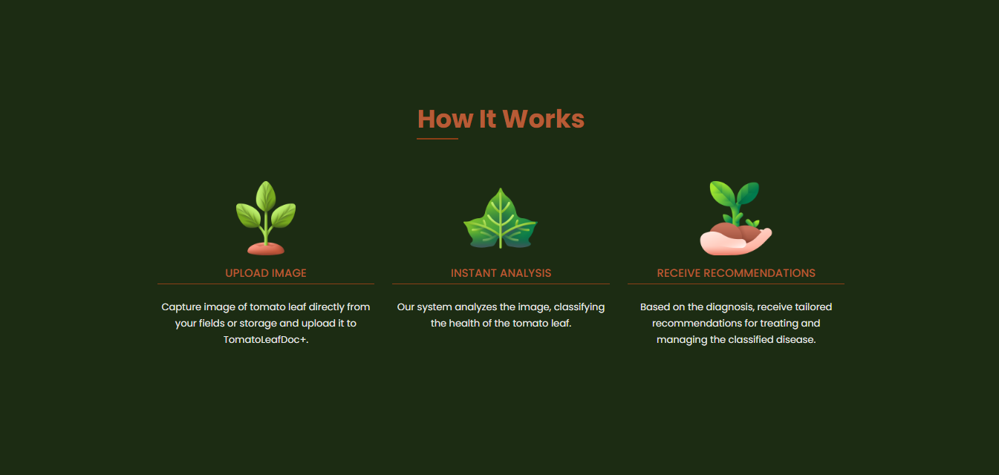 How It Works
UPLOAD IMAGE
Capture image of tomato leaf directly from
your fields or storage and upload it to
TomatoLeafDoc+.
INSTANT ANALYSIS
Our system analyzes the image, classifying
the health of the tomato leaf.
RECEIVE RECOMMENDATIONS
Based on the diagnosis, receive tailored
recommendations for treating and
managing the classified disease.